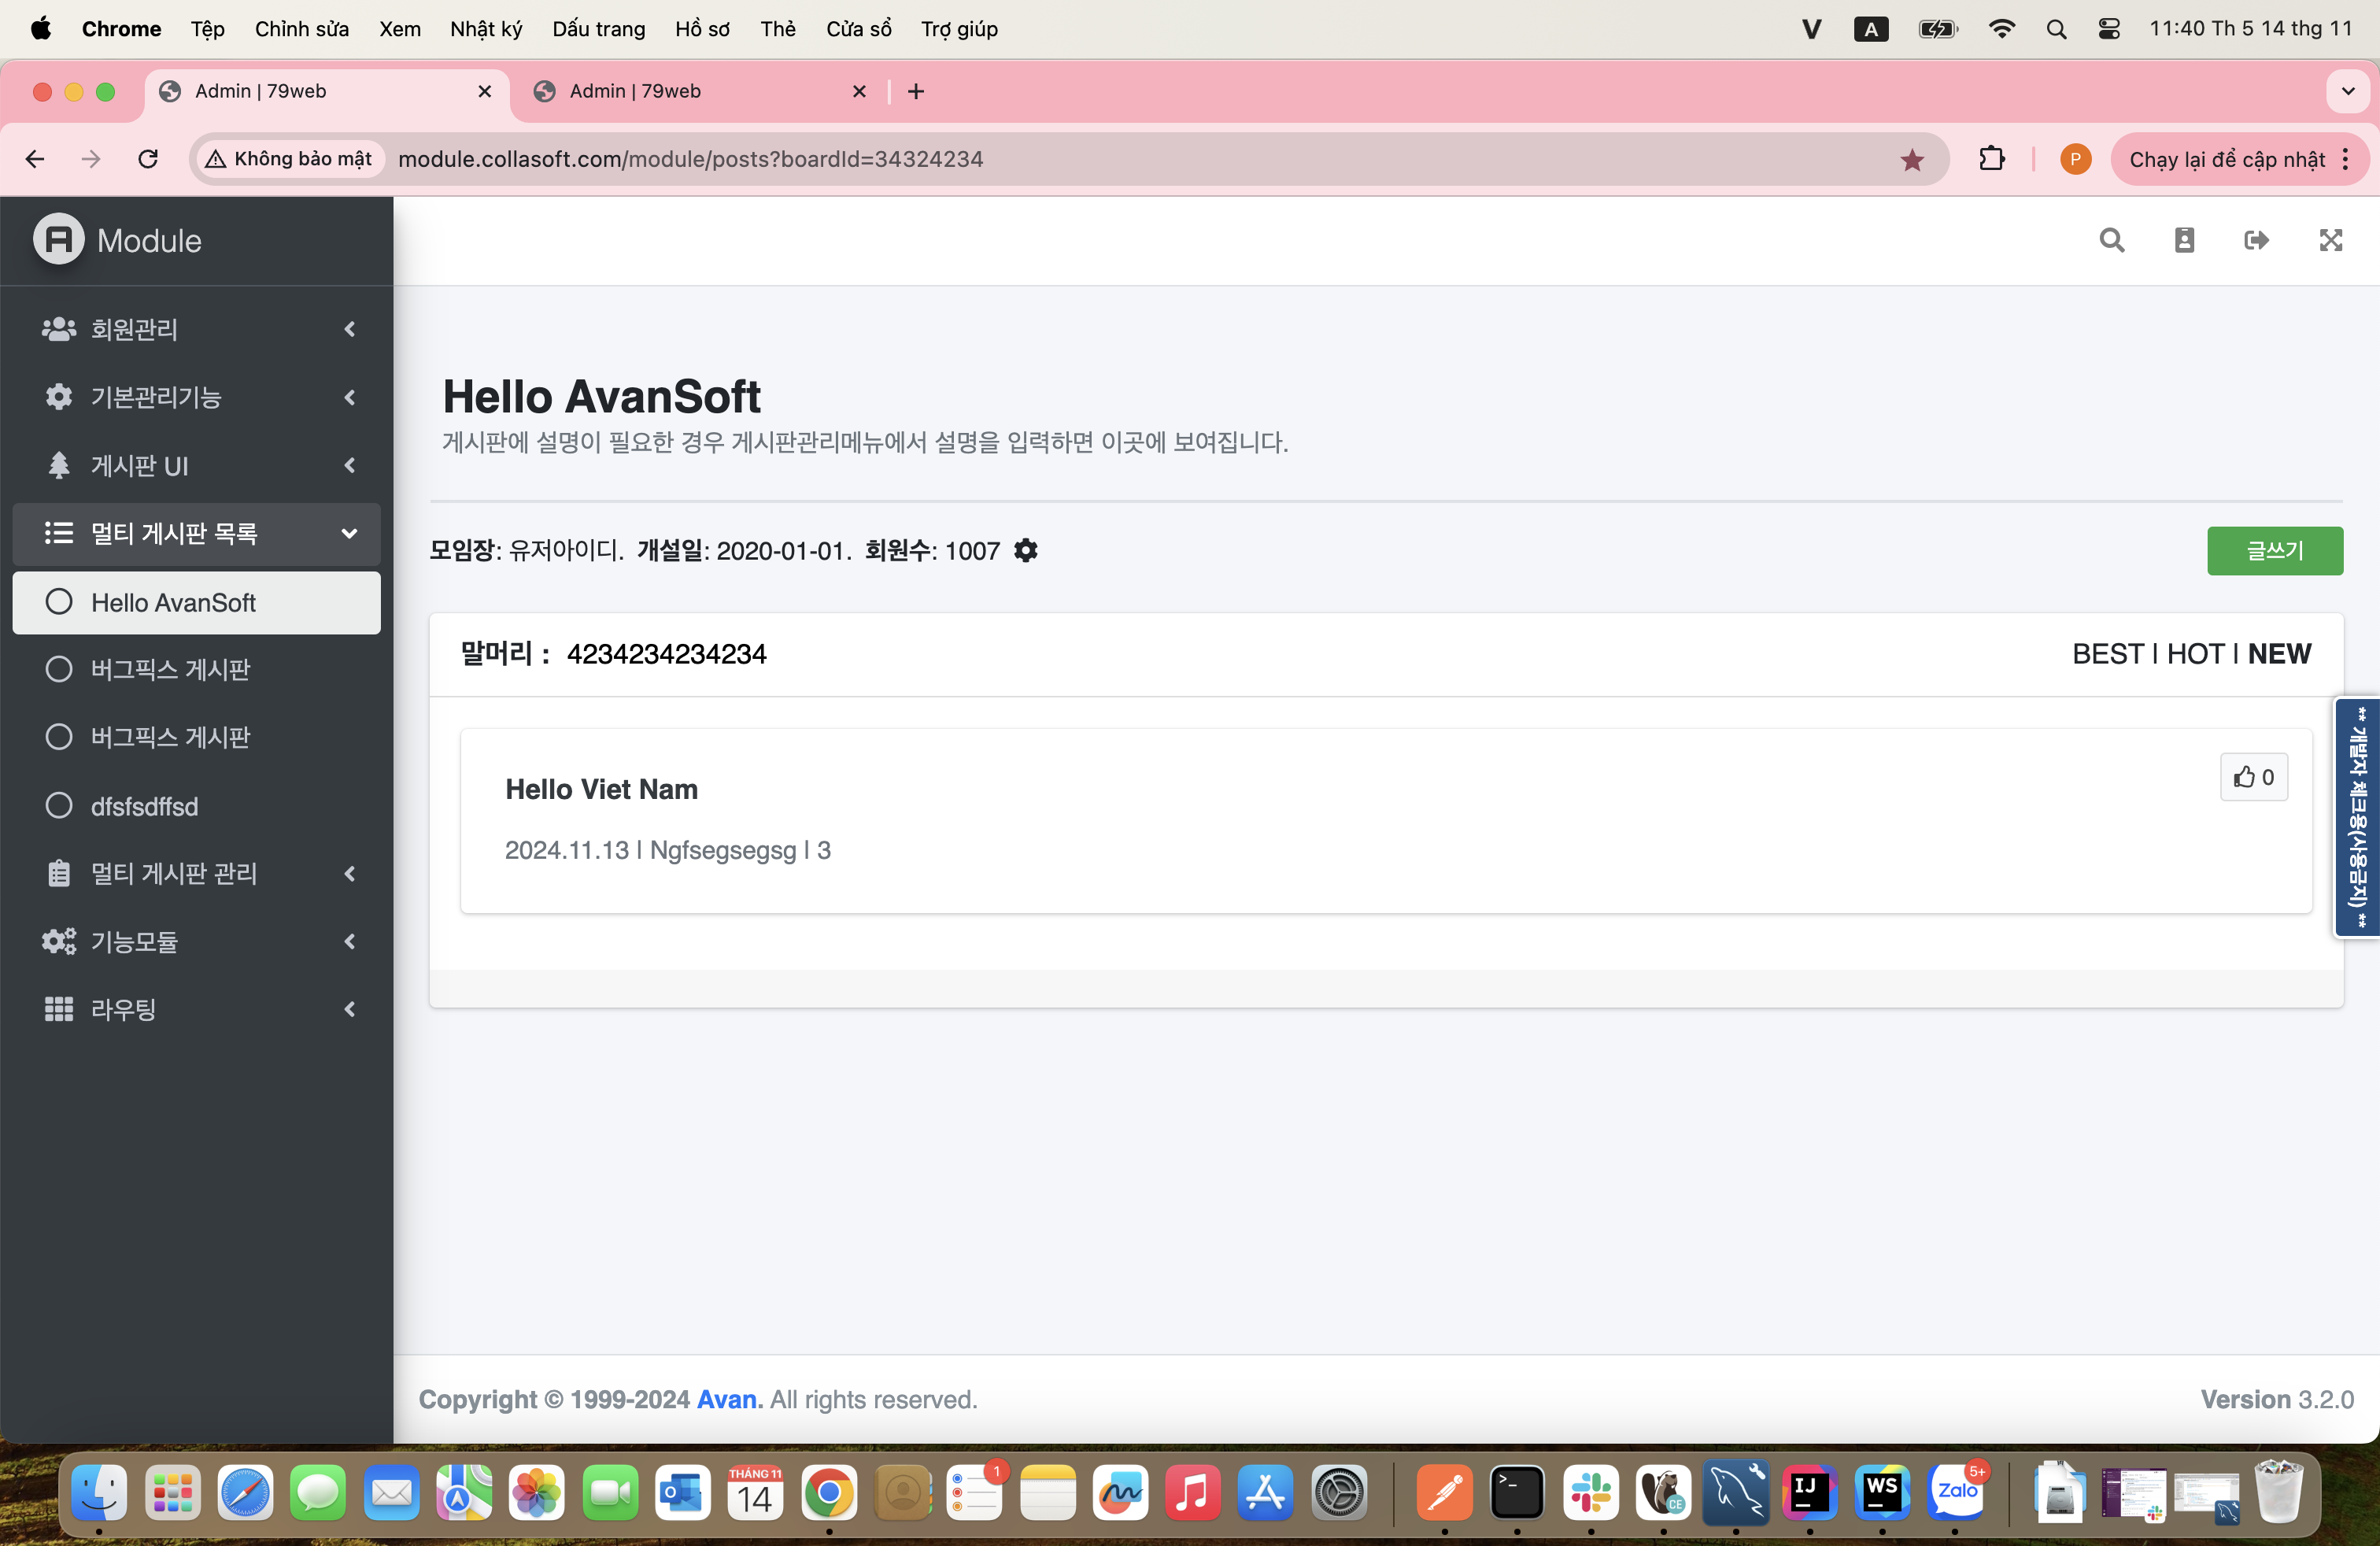 Chrome Tệp Chỉnh sửa Xem Nhật ký Dấu trang Hồ sơ Thẻ Cửa sổ Trợ giúp V A 11:40 Th 5 14 thg 11
Admin | 79web Admin | 79web
Không bảo mật module.collasoft.com/module/posts?boardId=34324234 P Chạy lại để cập nhật
Module
회원관리
기본관리기능
게시판 UI
멀티 게시판 목록
Hello AvanSoft
버그픽스 게시판
버그픽스 게시판
dfsfsdffsd
멀티 게시판 관리
기능모듈
라우팅
Hello AvanSoft
게시판에 설명이 필요한 경우 게시판관리메뉴에서 설명을 입력하면 이곳에 보여집니다.
모임장: 유저아이디. 개설일: 2020-01-01. 회원수: 1007
글쓰기
말머리 : 4234234234234
BEST | HOT | NEW
Hello Viet Nam
0
2024.11.13 | Ngfsegsegsg | 3
** 개발자 체크용(사용금지) **
Copyright © 1999-2024 Avan. All rights reserved.
Version 3.2.0
THÁNG 11
14
1
CE
IJ
WS
Zalo
5+